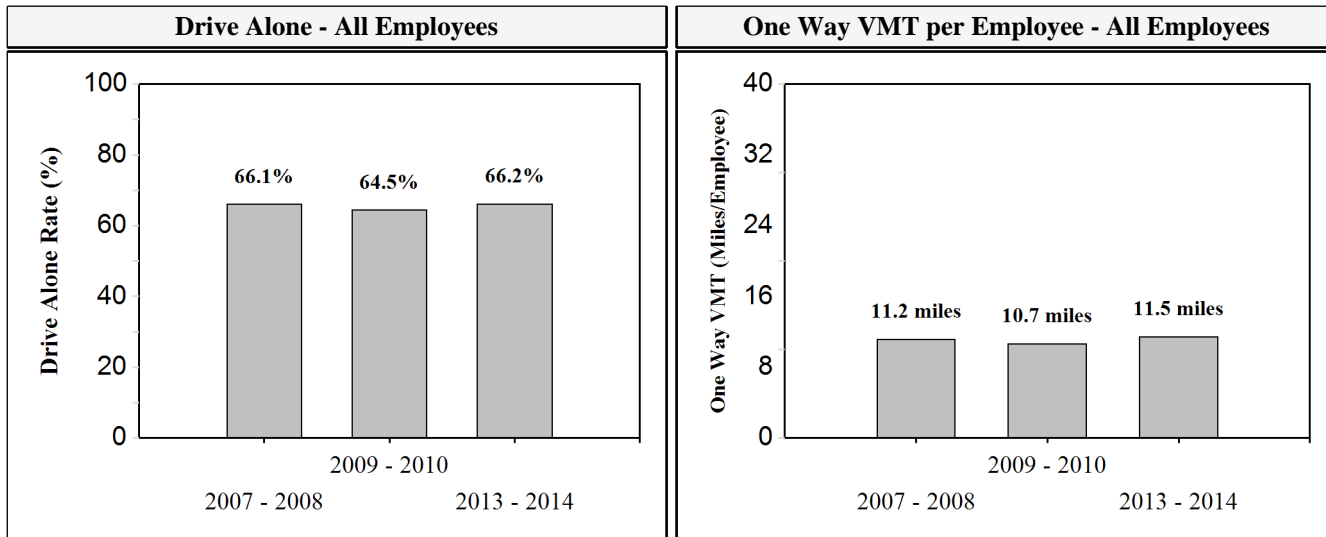 Drive Alone - All Employees
Drive Alone Rate (%)
100
80
60
40
20
0
66.1%
64.5%
66.2%
2009 - 2010
2007 - 2008
2013 - 2014
One Way VMT per Employee - All Employees
One Way VMT (Miles/Employee)
40
32
24
16
8
0
11.2 miles
10.7 miles
11.5 miles
2009 - 2010
2007 - 2008
2013 - 2014